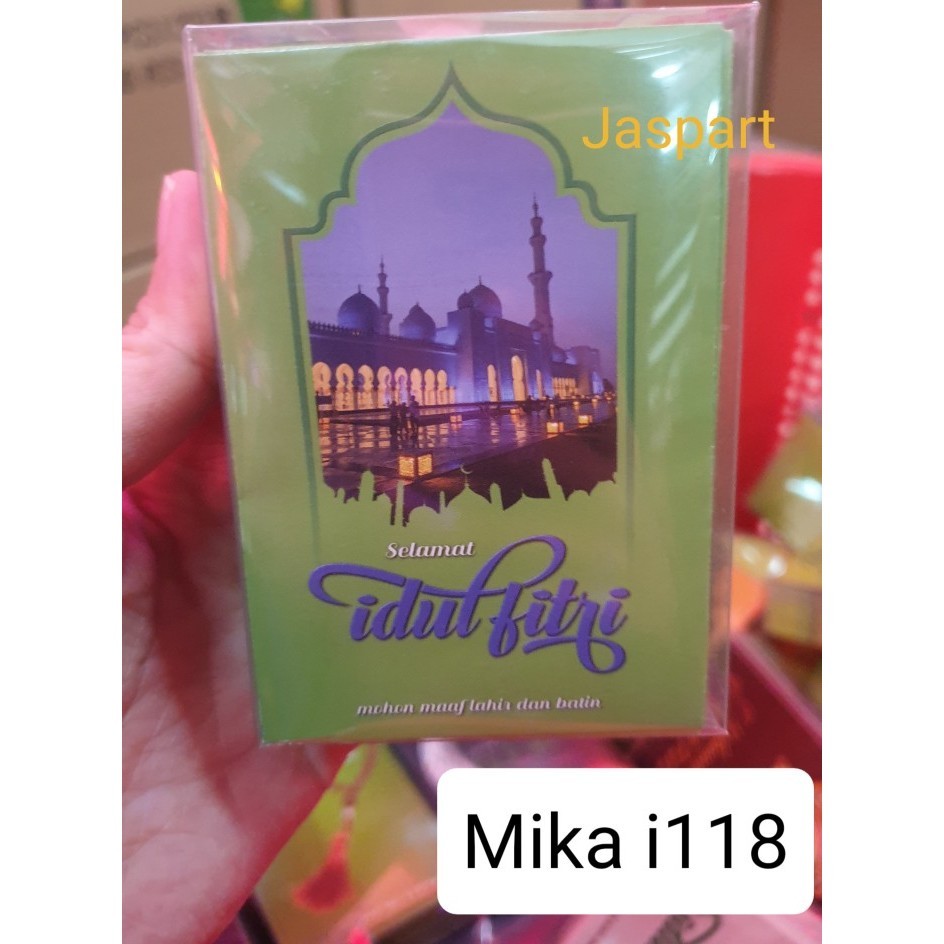 Jaspart
Selamat
idul fitri
mohon maaf lahir dan batin
Mika i118